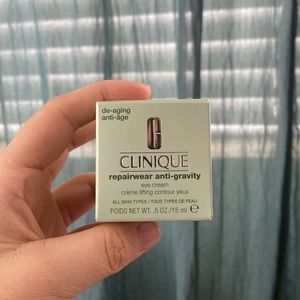 de-aging
anti-âge
CLINIQUE
repairwear anti-gravity
eye cream
crème lifting contour yeux
ALL SKIN TYPES / TOUS TYPES DE PEAU
POIDS NET WT. .5 OZ./15 ml ℮